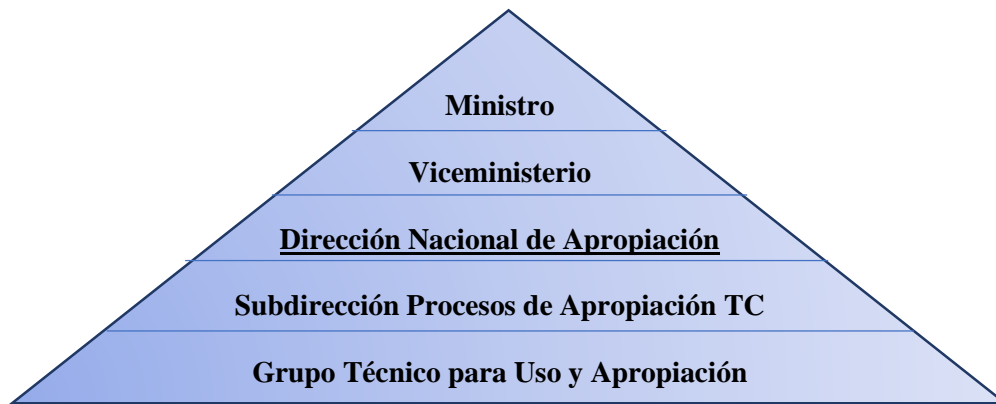 Ministro
Viceministerio
Dirección Nacional de Apropiación
Subdirección Procesos de Apropiación TC
Grupo Técnico para Uso y Apropiación